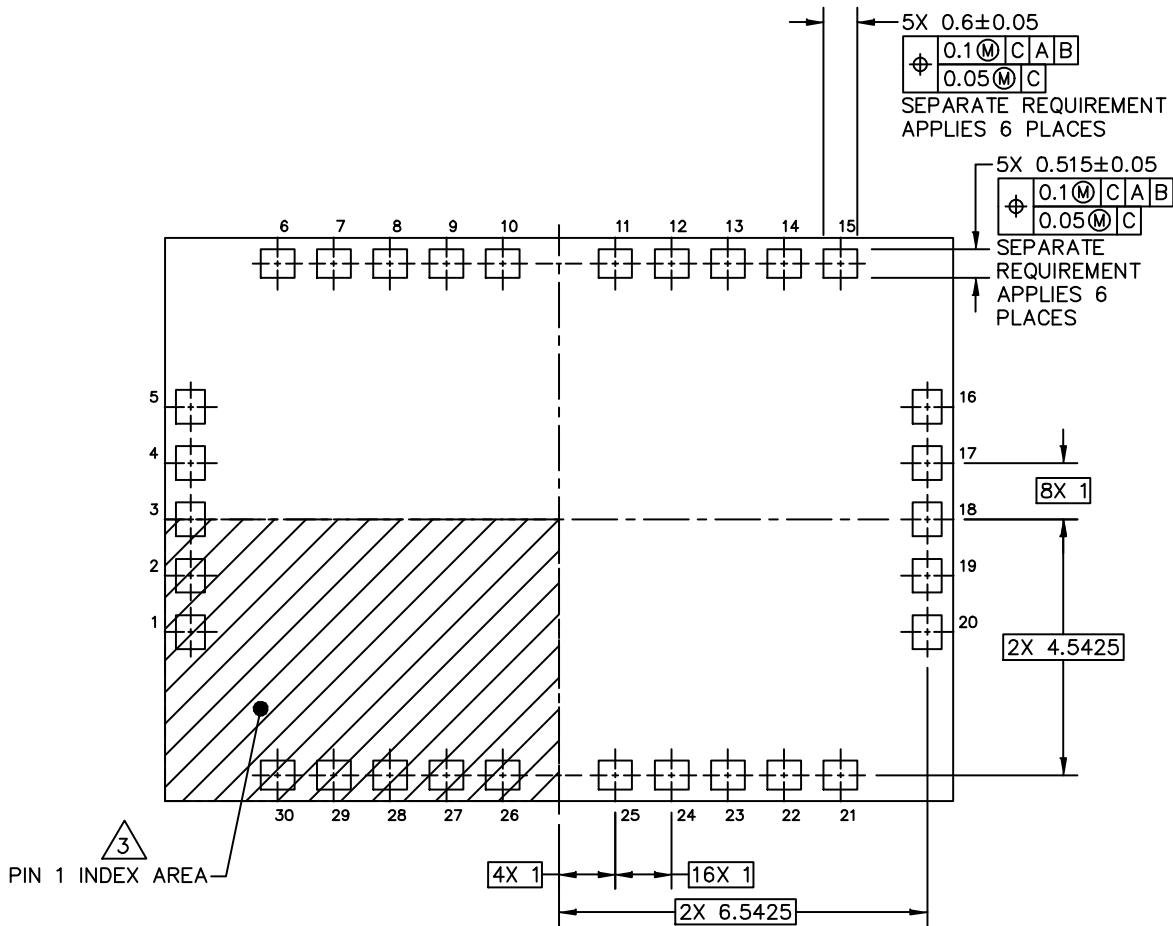 5X 0.6±0.05
⌖ 0.1Ⓜ C A B
0.05Ⓜ C
SEPARATE REQUIREMENT
APPLIES 6 PLACES
5X 0.515±0.05
⌖ 0.1Ⓜ C A B
0.05Ⓜ C
SEPARATE
REQUIREMENT
APPLIES 6
PLACES
6 7 8 9 10 11 12 13 14 15
5 16
4 17
8X 1
3 18
2 19
1 20
2X 4.5425
30 29 28 27 26 25 24 23 22 21
3
PIN 1 INDEX AREA
4X 1 16X 1
2X 6.5425